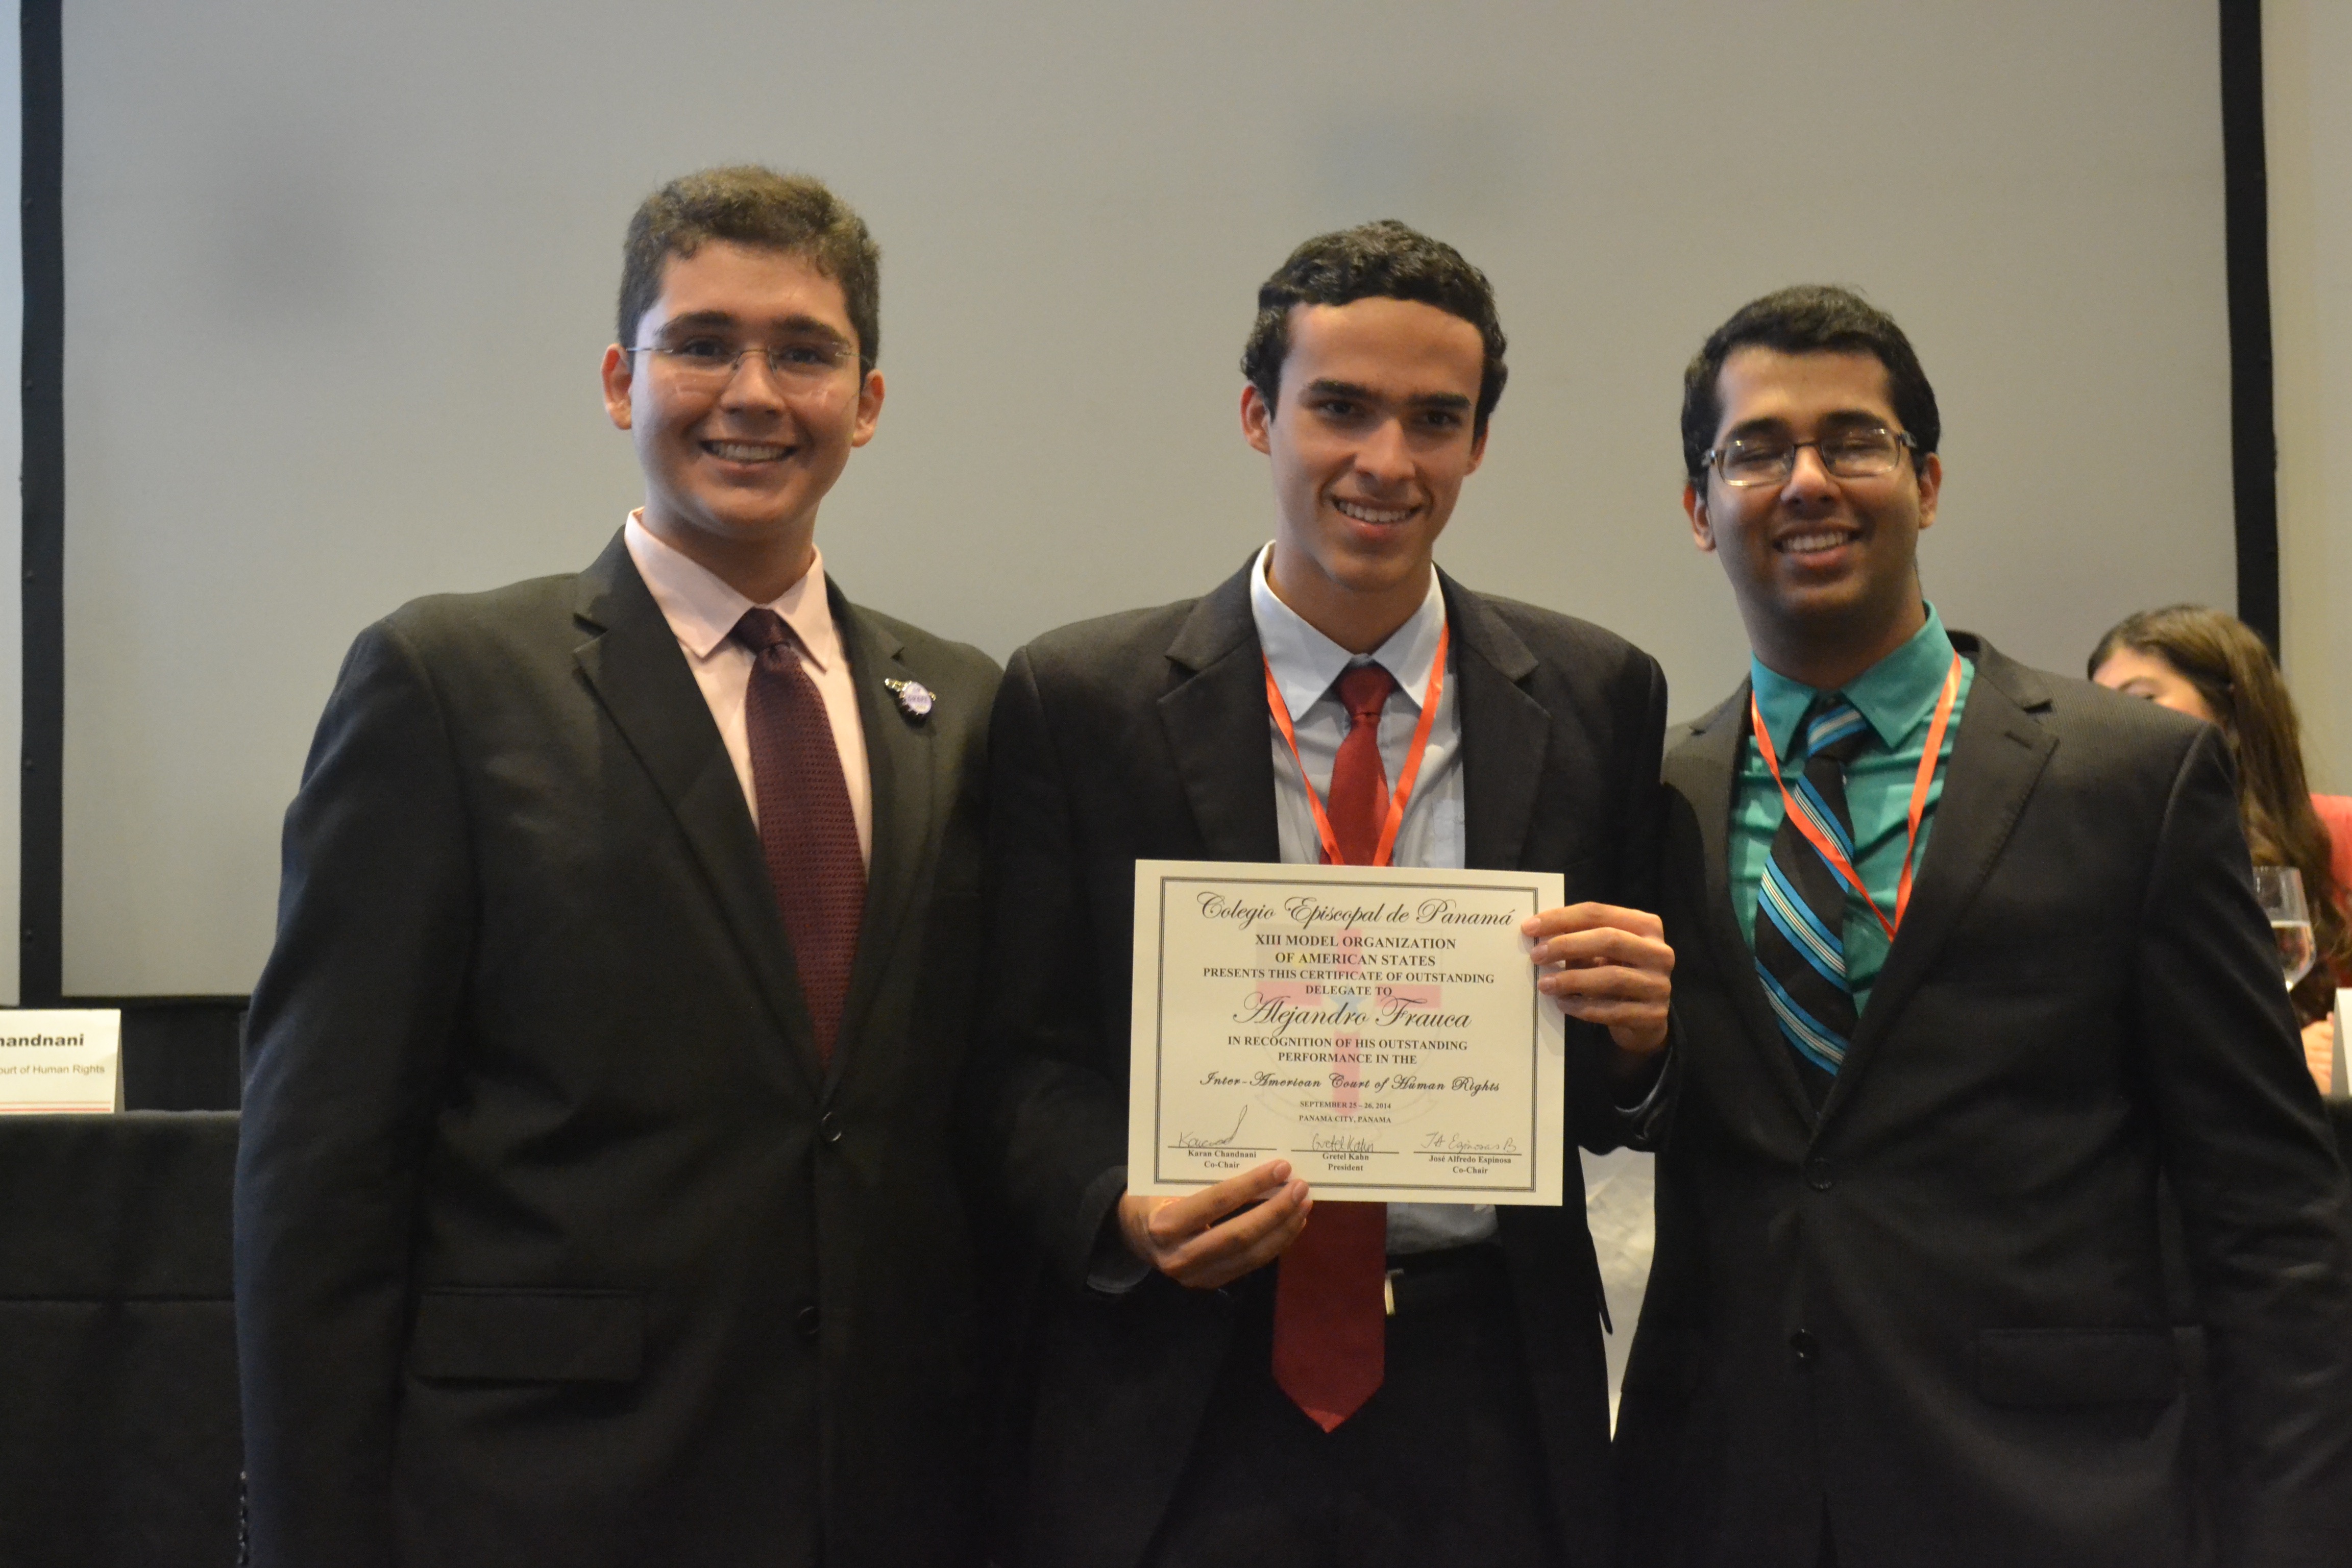 Colegio Episcopal de Panamá
XIII MODEL ORGANIZATION
OF AMERICAN STATES
PRESENTS THIS CERTIFICATE OF OUTSTANDING
DELEGATE TO
Alejandro Frauca
IN RECOGNITION OF HIS OUTSTANDING
PERFORMANCE IN THE
Inter-American Court of Human Rights
SEPTEMBER 25 - 26, 2014
PANAMA CITY, PANAMA
Gretel Kahn
J A Espinosa B
Karan Chandnani
Gretel Kahn
José Alfredo Espinosa
Co-Chair
President
Co-Chair
handnani
ourt of Human Rights